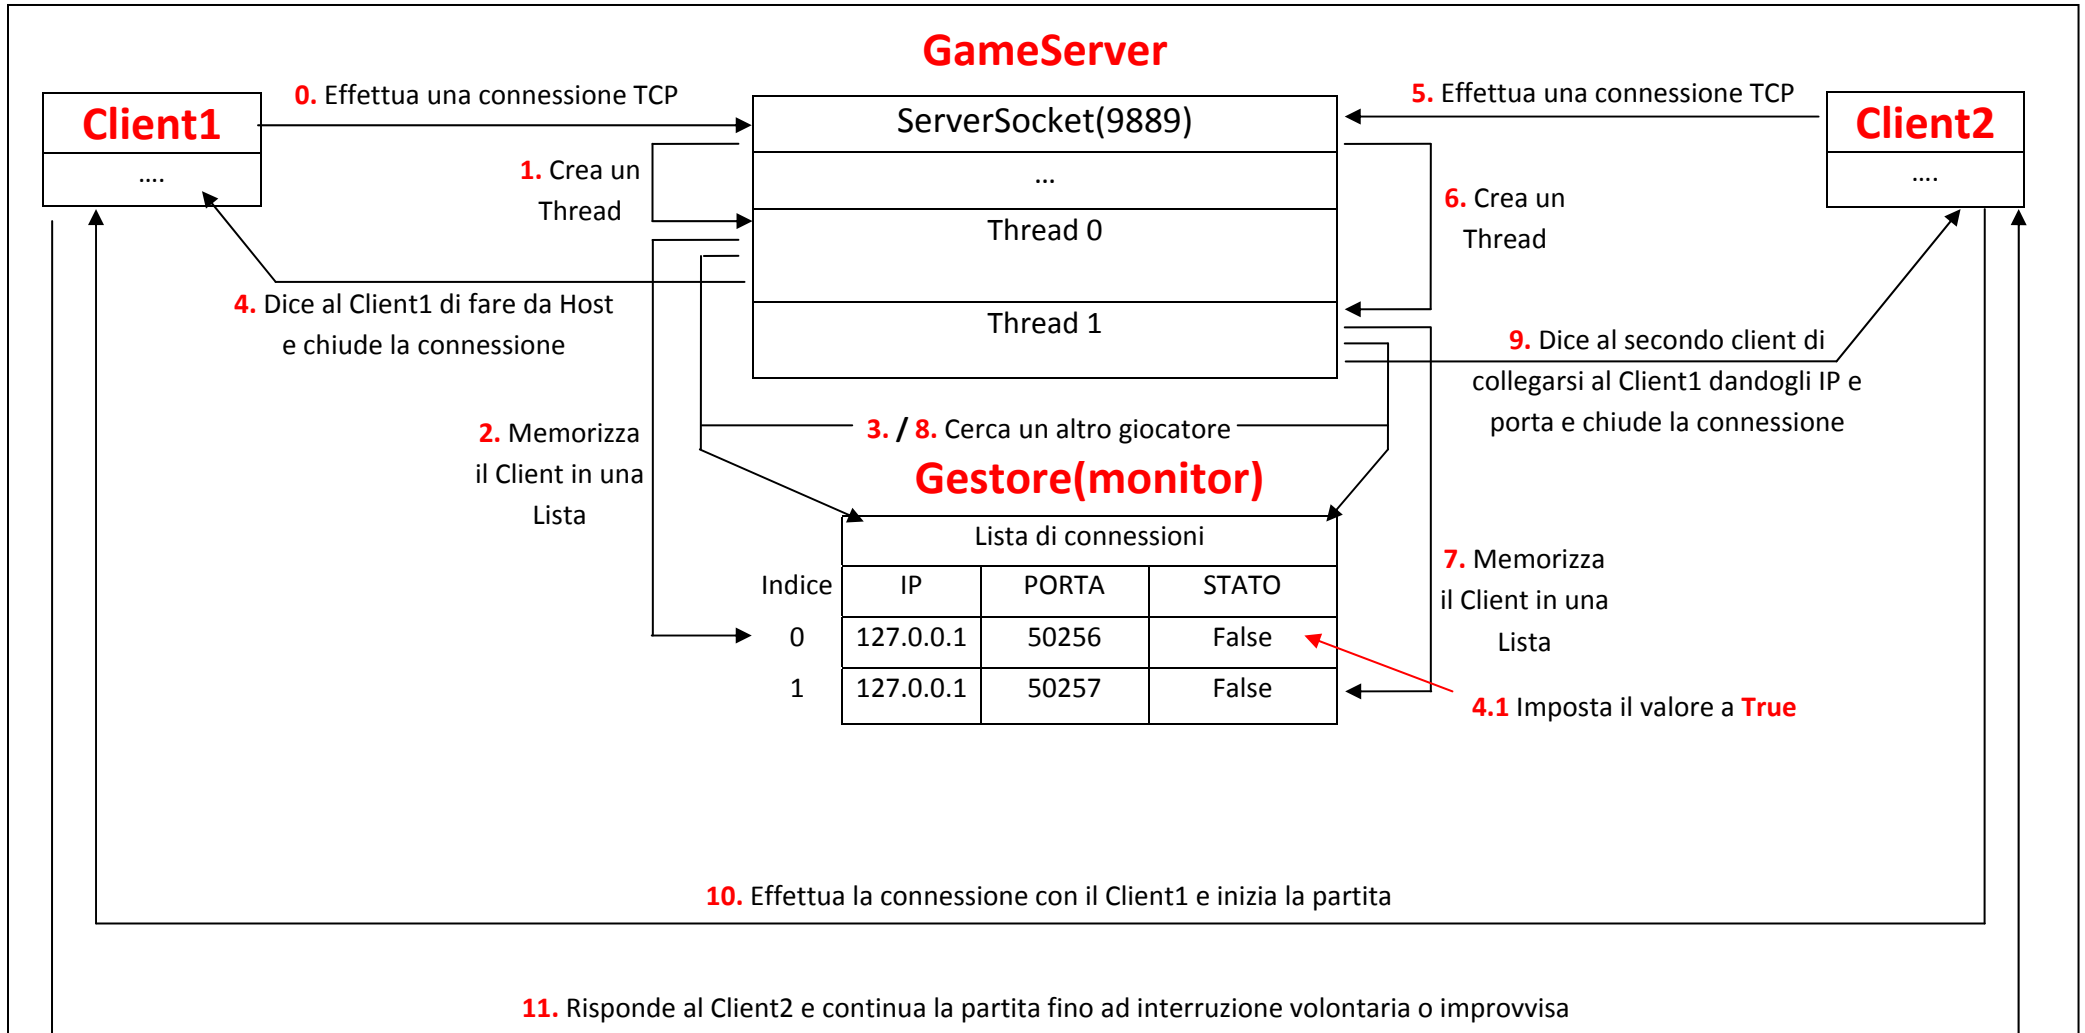 GameServer
0. Effettua una connessione TCP
5. Effettua una connessione TCP
Client1
....
ServerSocket(9889)
...
Thread 0
Thread 1
Client2
....
1. Crea un
Thread
6. Crea un
Thread
4. Dice al Client1 di fare da Host
e chiude la connessione
9. Dice al secondo client di
collegarsi al Client1 dandogli IP e
porta e chiude la connessione
2. Memorizza
il Client in una
Lista
3. / 8. Cerca un altro giocatore
Gestore(monitor)
Lista di connessioni
Indice IP PORTA STATO
0 127.0.0.1 50256 False
1 127.0.0.1 50257 False
7. Memorizza
il Client in una
Lista
4.1 Imposta il valore a True
10. Effettua la connessione con il Client1 e inizia la partita
11. Risponde al Client2 e continua la partita fino ad interruzione volontaria o improvvisa